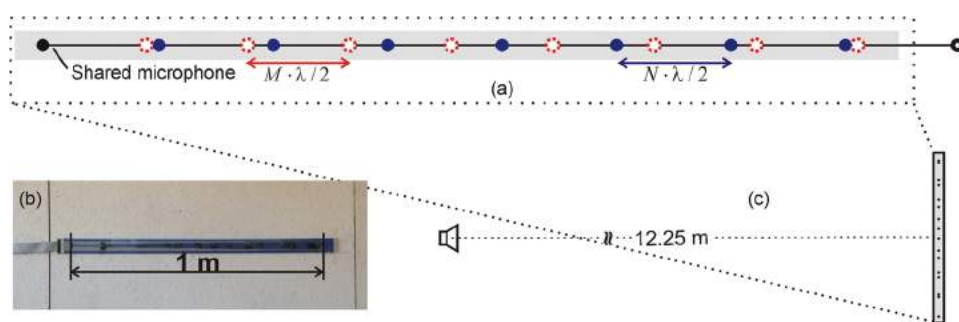 Shared microphone
M · λ / 2
N · λ / 2
(a)
(b)
1 m
(c)
12.25 m